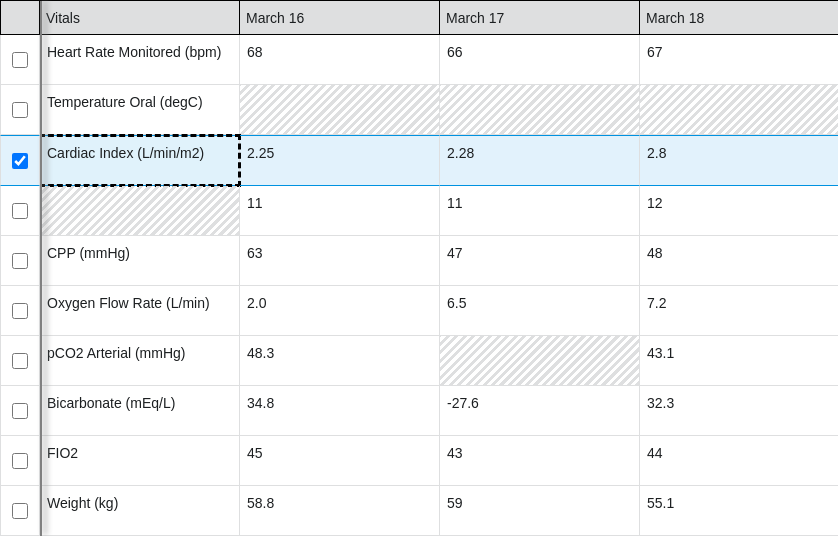 Vitals March 16 March 17 March 18
Heart Rate Monitored (bpm) 68 66 67
Temperature Oral (degC)
Cardiac Index (L/min/m2) 2.25 2.28 2.8
11 11 12
CPP (mmHg) 63 47 48
Oxygen Flow Rate (L/min) 2.0 6.5 7.2
pCO2 Arterial (mmHg) 48.3 43.1
Bicarbonate (mEq/L) 34.8 -27.6 32.3
FIO2 45 43 44
Weight (kg) 58.8 59 55.1